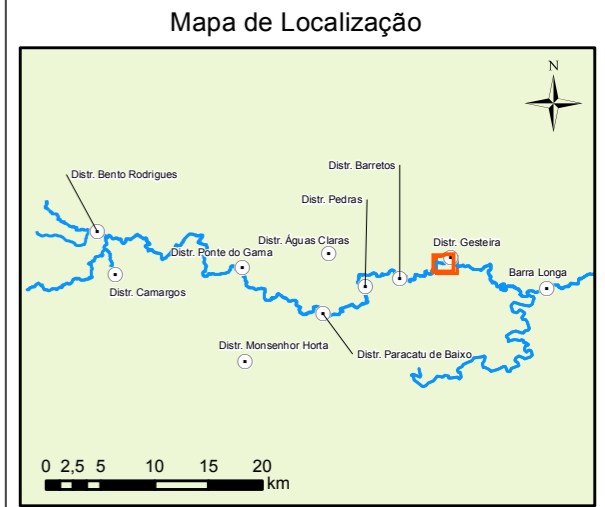 Mapa de Localização
N
Distr. Barretos
Distr. Bento Rodrigues
Distr. Pedras
Distr. Águas Claras
Distr. Gesteira
Distr. Ponte do Gama
Barra Longa
Distr. Camargos
Distr. Monsenhor Horta
Distr. Paracatu de Baixo
0 2,5 5 10 15 20
km